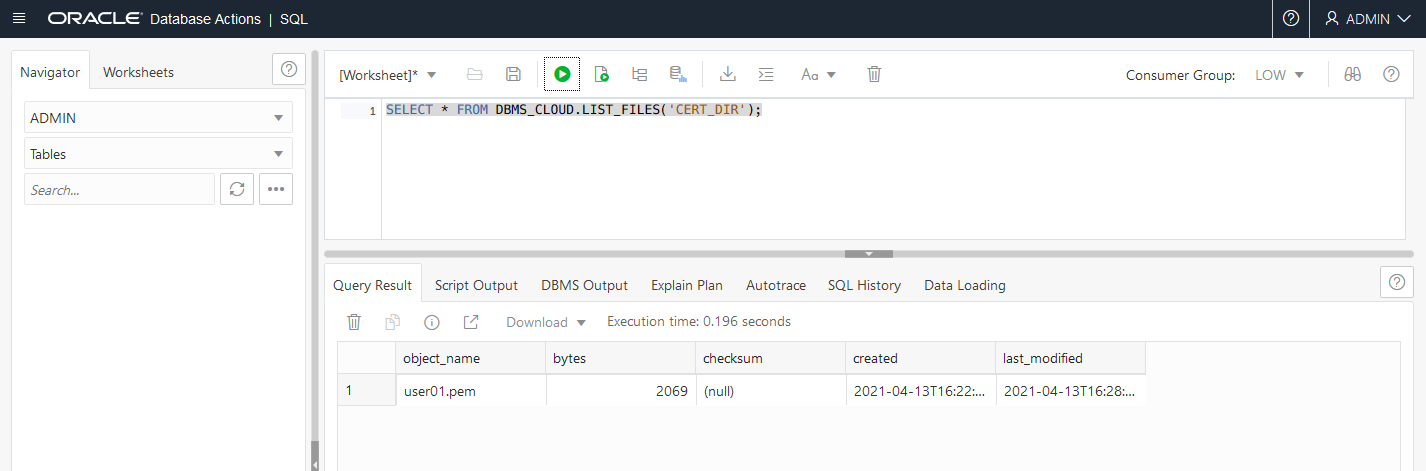 ORACLE Database Actions | SQL
ADMIN
Navigator
Worksheets
ADMIN
Tables
Search...
[Worksheet]*
Aa
Consumer Group: LOW
1 SELECT * FROM DBMS_CLOUD.LIST_FILES('CERT_DIR');
Query Result
Script Output
DBMS Output
Explain Plan
Autotrace
SQL History
Data Loading
Download
Execution time: 0.196 seconds
object_name bytes checksum created last_modified
1 user01.pem 2069 (null) 2021-04-13T16:22:... 2021-04-13T16:28:...